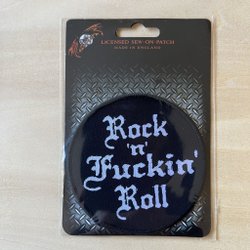 LICENSED SEW-ON-PATCH
MADE IN ENGLAND
Rock
'n'
Fuckin'
Roll